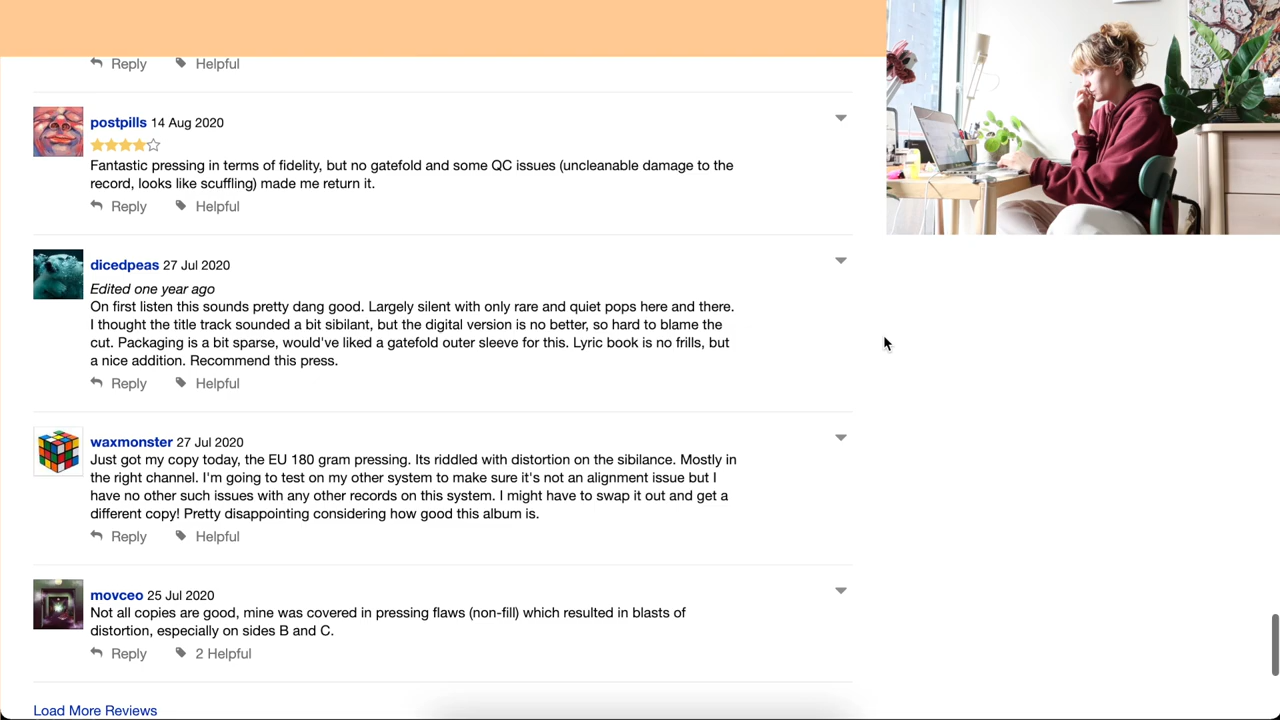 Reply Helpful
postpills 14 Aug 2020
Fantastic pressing in terms of fidelity, but no gatefold and some QC issues (uncleanable damage to the
record, looks like scuffling) made me return it.
Reply Helpful
dicedpeas 27 Jul 2020
Edited one year ago
On first listen this sounds pretty dang good. Largely silent with only rare and quiet pops here and there.
I thought the title track sounded a bit sibilant, but the digital version is no better, so hard to blame the
cut. Packaging is a bit sparse, would've liked a gatefold outer sleeve for this. Lyric book is no frills, but
a nice addition. Recommend this press.
Reply Helpful
waxmonster 27 Jul 2020
Just got my copy today, the EU 180 gram pressing. Its riddled with distortion on the sibilance. Mostly in
the right channel. I'm going to test on my other system to make sure it's not an alignment issue but I
have no other such issues with any other records on this system. I might have to swap it out and get a
different copy! Pretty disappointing considering how good this album is.
Reply Helpful
movceo 25 Jul 2020
Not all copies are good, mine was covered in pressing flaws (non-fill) which resulted in blasts of
distortion, especially on sides B and C.
Reply 2 Helpful
Load More Reviews